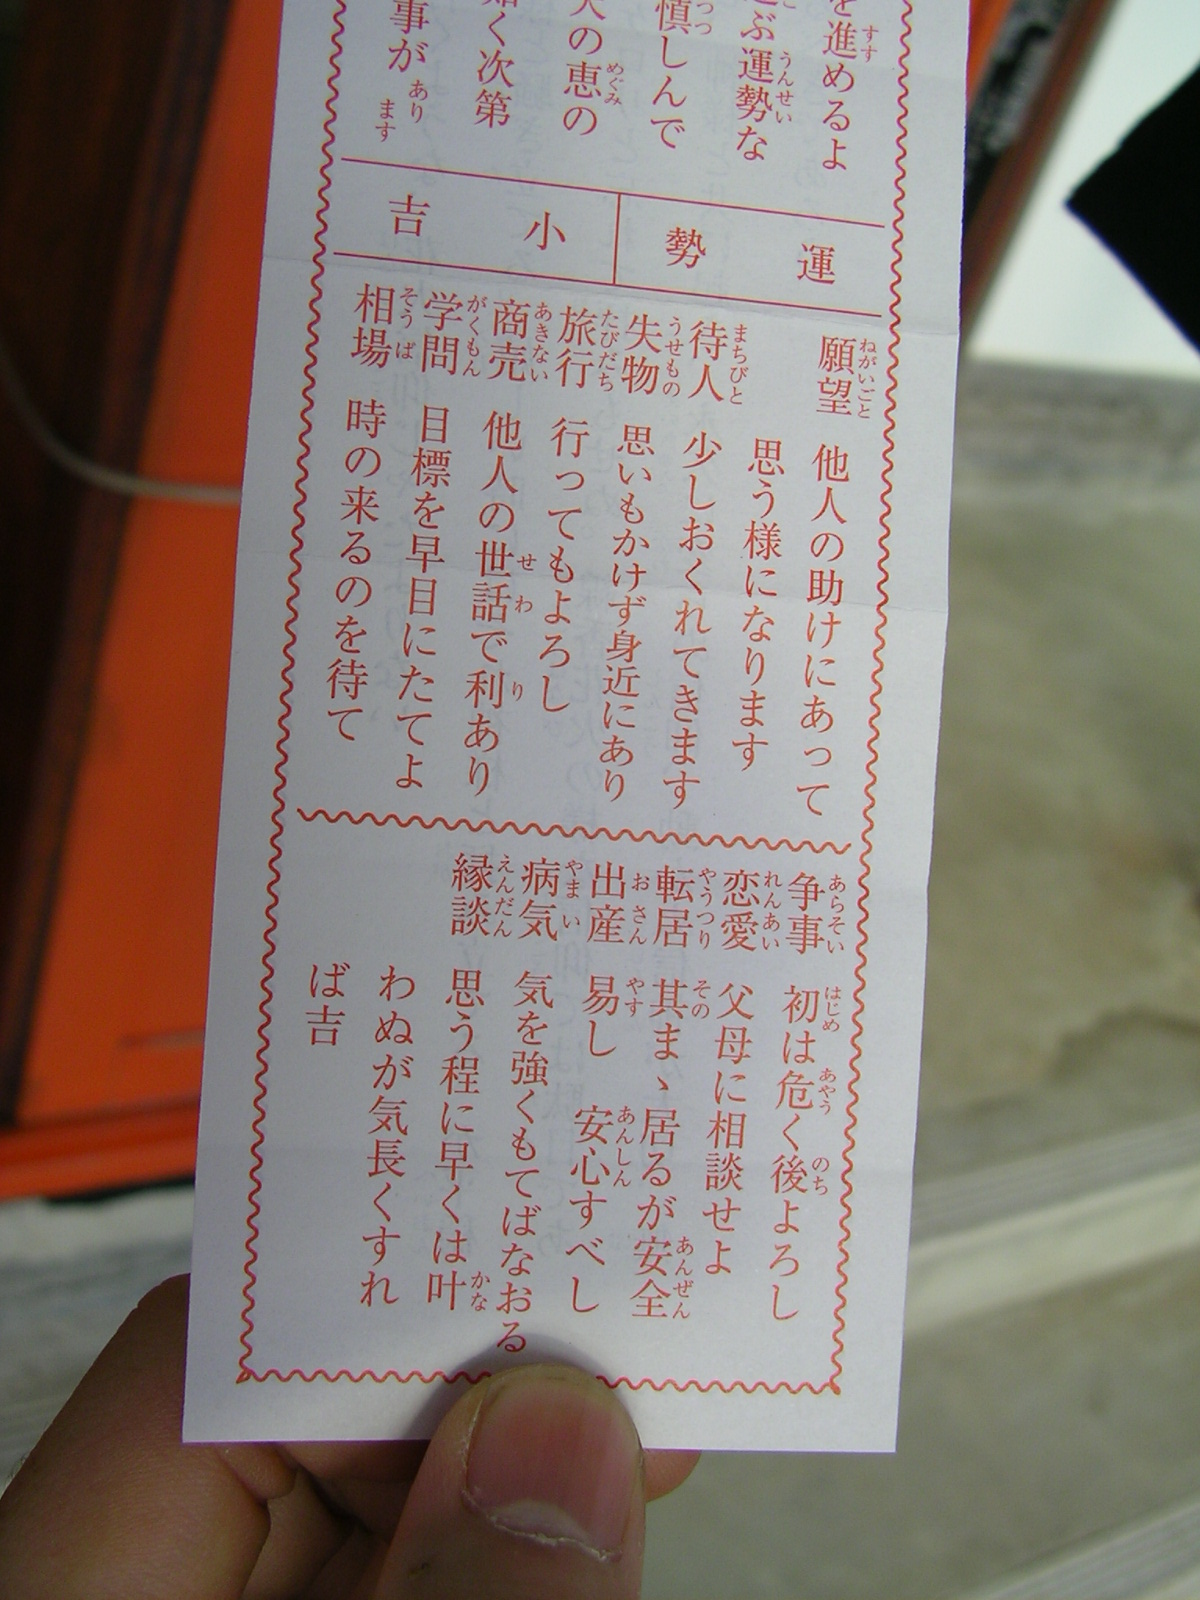 を進めるよ
ぶ運勢な
慎しんで
の恵の
く次第
事が あります
運勢 小吉
願望 他人の助けにあって
思う様になります
待人 少しおくれてきます
失物 思いもかけず身近にあり
旅行 行ってもよろし
商売 他人の世話で利あり
学問 目標を早目にたてよ
相場 時の来るのを待て
争事 初は危く後よろし
恋愛 父母に相談せよ
転居 其まゝ居るが安全
出産 易し 安心すべし
病気 気を強くもてばなおる
縁談 思う程に早くは叶
わぬが気長くすれ
ば吉